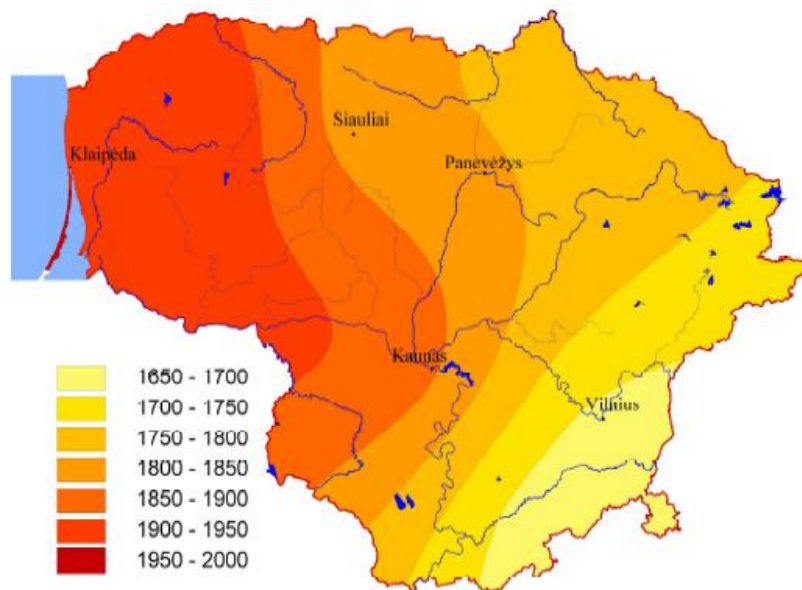 Šiauliai
Klaipėda
Panevėžys
Kaunas
Vilnius
1650 - 1700
1700 - 1750
1750 - 1800
1800 - 1850
1850 - 1900
1900 - 1950
1950 - 2000